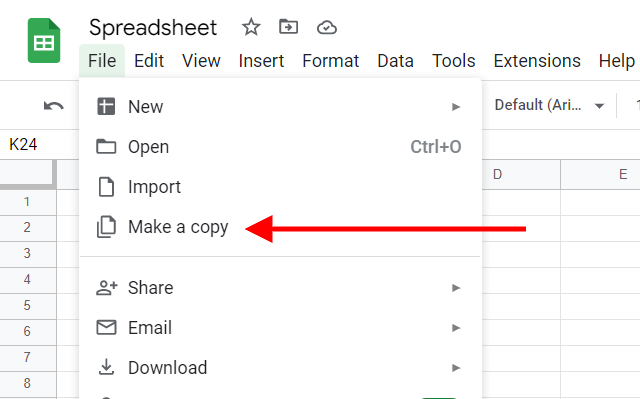 Spreadsheet
File Edit View Insert Format Data Tools Extensions Help
New
Default (Ari...
Open Ctrl+O
K24
Import
D E
1
Make a copy
2
3
Share
4
5
Email
6
Download
7
8